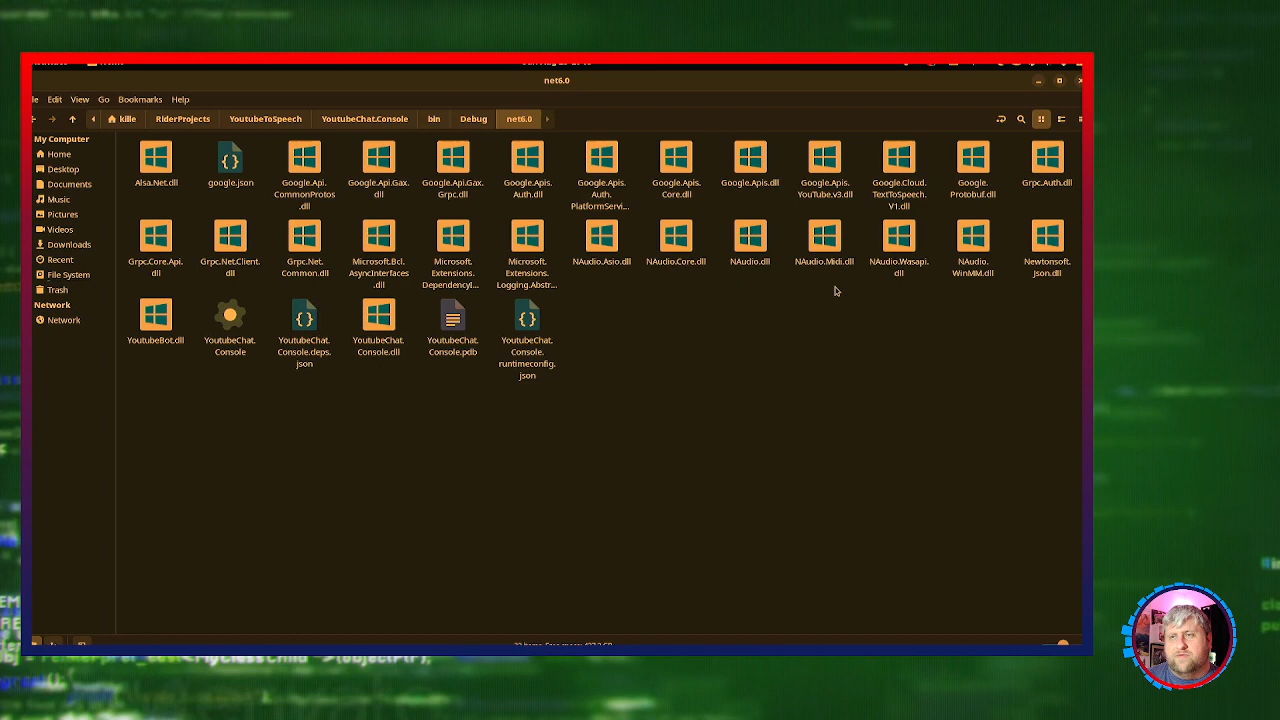 net6.0
Edit View Go Bookmarks Help
kille RiderProjects YoutubeToSpeech YoutubeChat.Console bin Debug net6.0
My Computer
Home
Desktop
Documents
Music
Pictures
Videos
Downloads
Recent
File System
Trash
Network
Network
Alsa.Net.dll
google.json
Google.Api.
CommonProtos
.dll
Google.Api.Gax.
dll
Google.Api.Gax.
Grpc.dll
Google.Apis.
Auth.dll
Google.Apis.
Auth.
PlatformServi...
Google.Apis.
Core.dll
Google.Apis.dll
Google.Apis.
YouTube.v3.dll
Google.Cloud.
TextToSpeech.
V1.dll
Google.
Protobuf.dll
Grpc.Auth.dll
Grpc.Core.Api.
dll
Grpc.Net.Client.
dll
Grpc.Net.
Common.dll
Microsoft.Bcl.
AsyncInterfaces
.dll
Microsoft.
Extensions.
DependencyI...
Microsoft.
Extensions.
Logging.Abstr...
NAudio.Asio.dll
NAudio.Core.dll
NAudio.dll
NAudio.Midi.dll
NAudio.Wasapi.
dll
NAudio.
WinMM.dll
Newtonsoft.
Json.dll
YoutubeBot.dll
YoutubeChat.
Console
YoutubeChat.
Console.deps.
json
YoutubeChat.
Console.dll
YoutubeChat.
Console.pdb
YoutubeChat.
Console.
runtimeconfig.
json